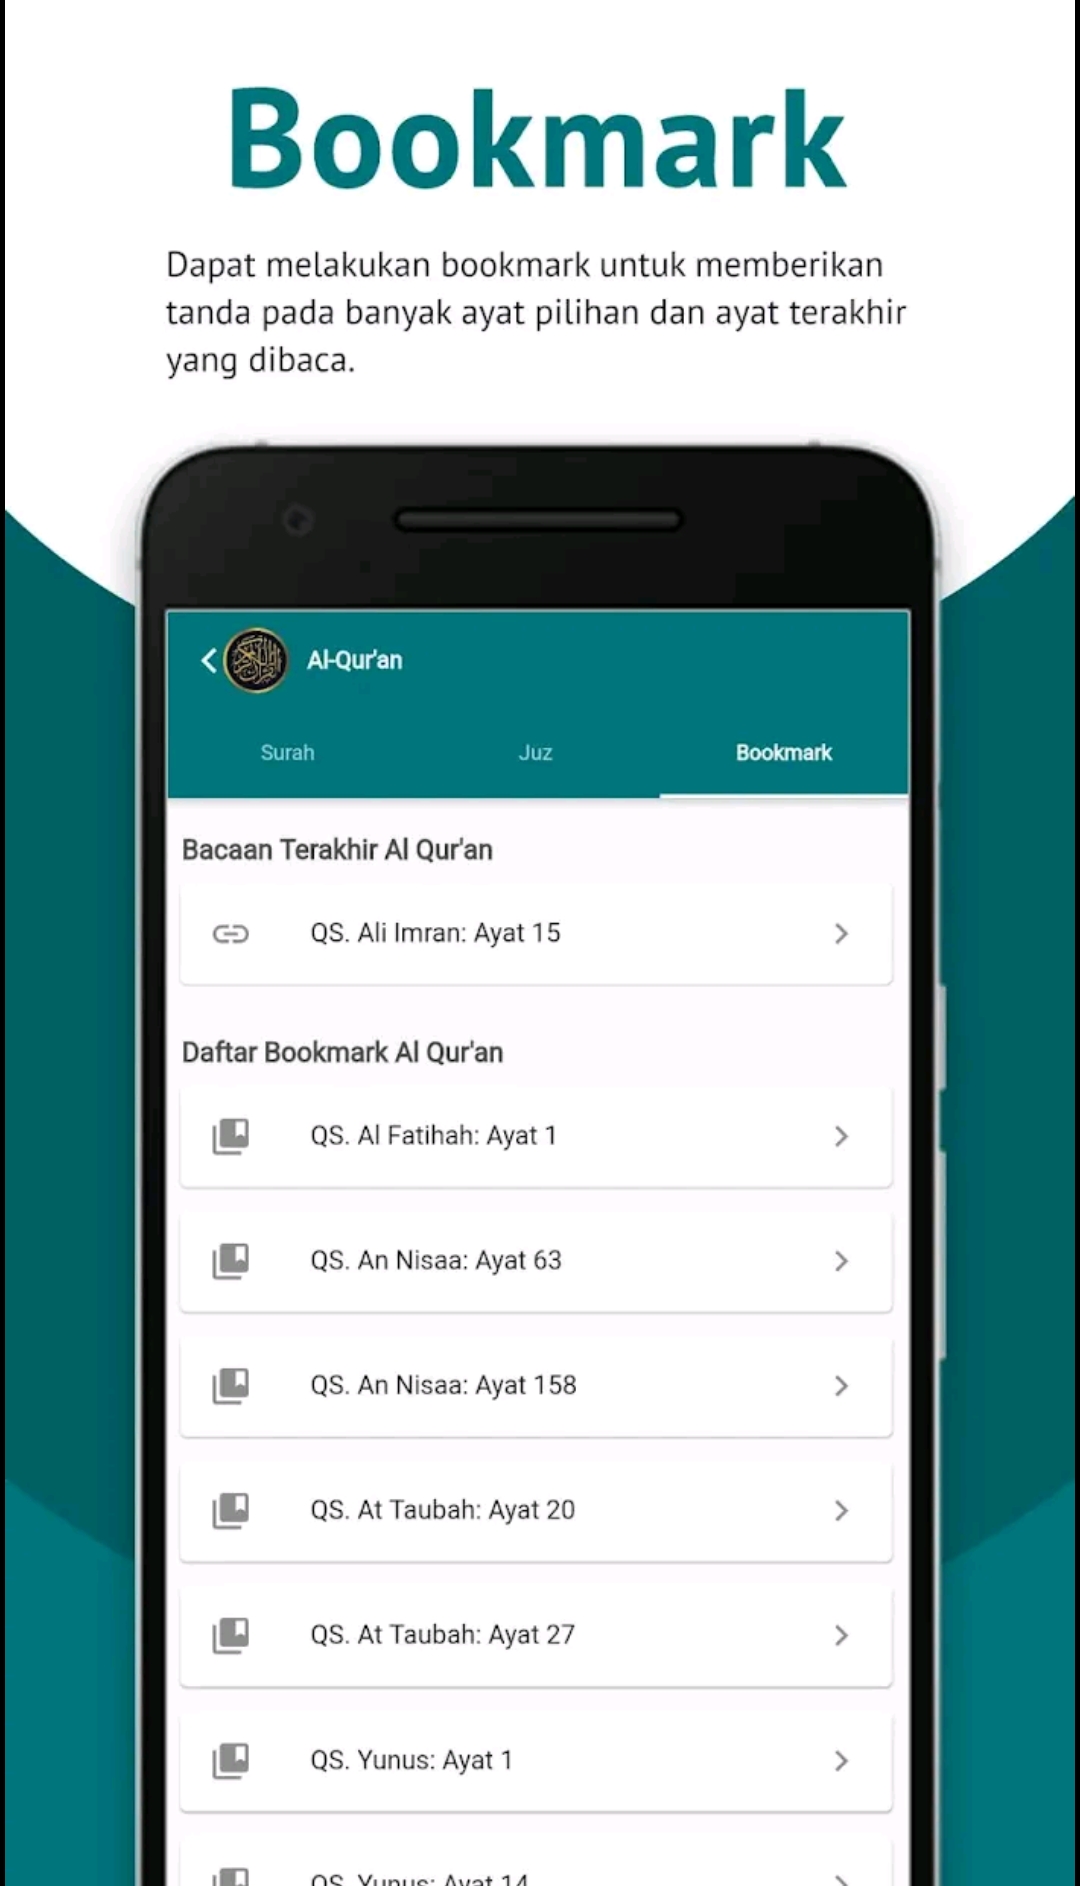 Bookmark
Dapat melakukan bookmark untuk memberikan
tanda pada banyak ayat pilihan dan ayat terakhir
yang dibaca.
Al-Qur'an
Surah Juz Bookmark
Bacaan Terakhir Al Qur'an
QS. Ali Imran: Ayat 15
Daftar Bookmark Al Qur'an
QS. Al Fatihah: Ayat 1
QS. An Nisaa: Ayat 63
QS. An Nisaa: Ayat 158
QS. At Taubah: Ayat 20
QS. At Taubah: Ayat 27
QS. Yunus: Ayat 1
QS. Yunus: Ayat 14